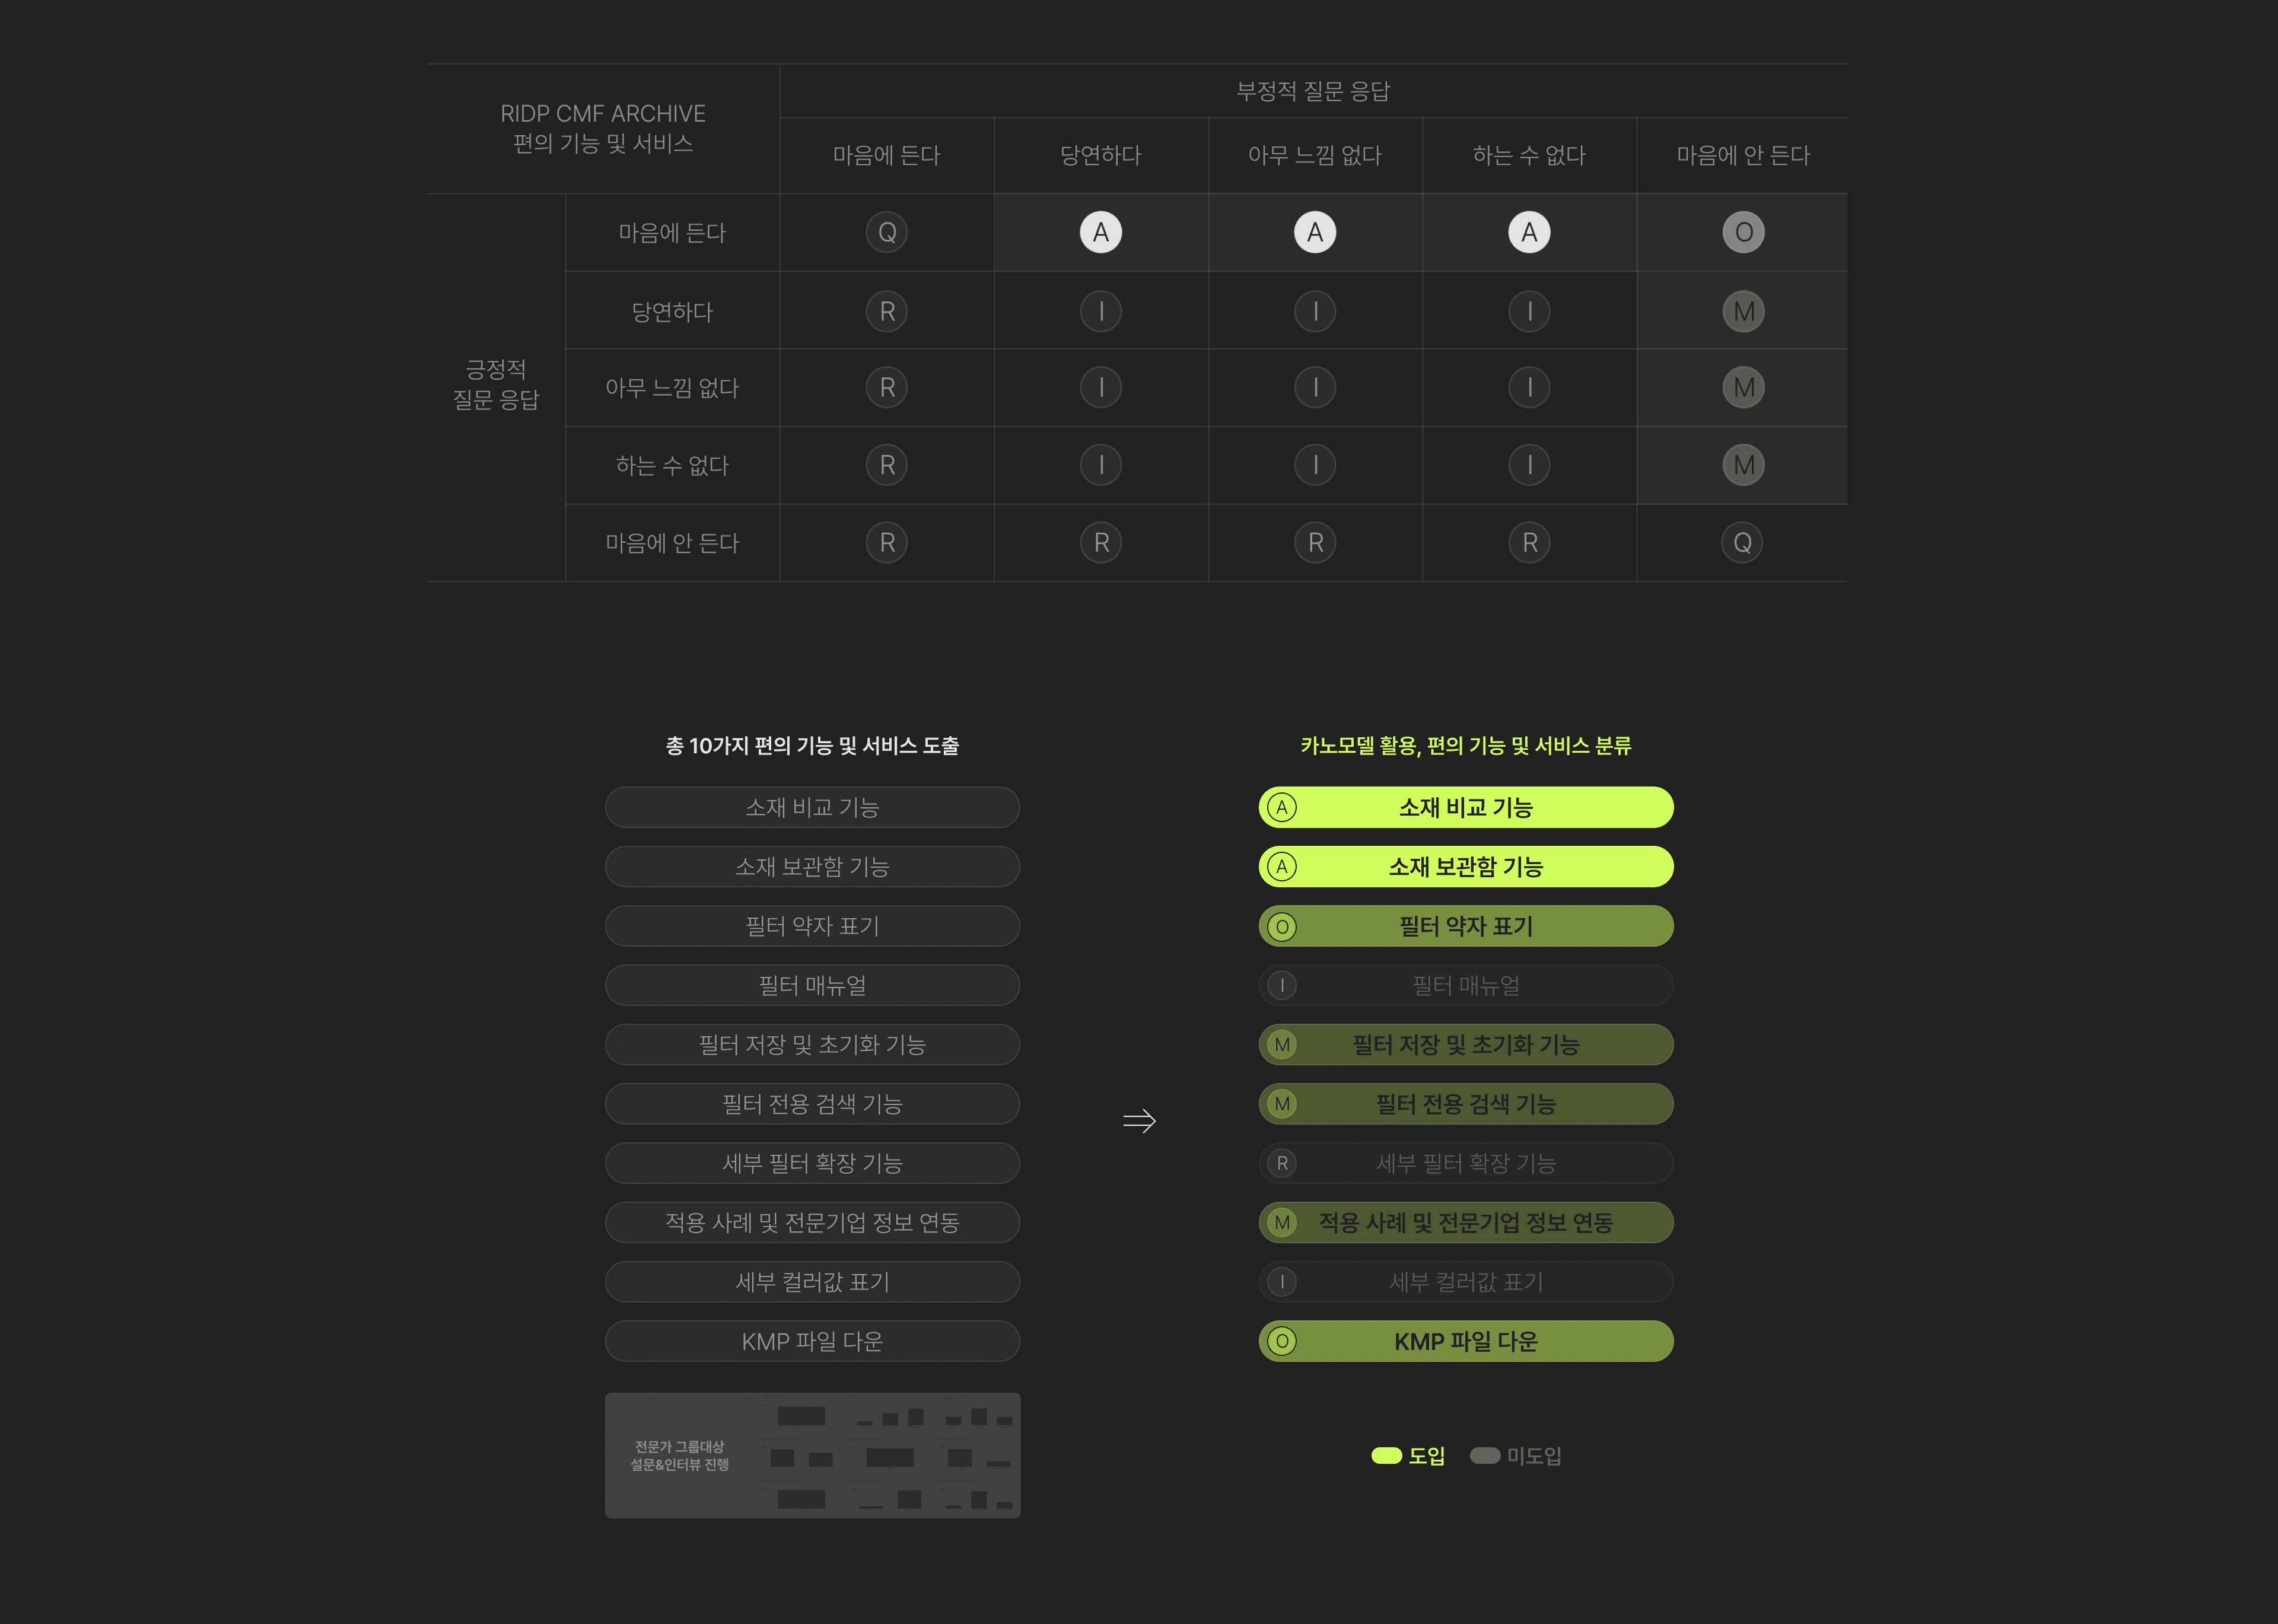 RIDP CMF ARCHIVE
편의 기능 및 서비스
부정적 질문 응답
마음에 든다
당연하다
아무 느낌 없다
하는 수 없다
마음에 안 든다
긍정적
질문 응답
마음에 든다
Q
A
A
A
O
당연하다
R
I
I
I
M
아무 느낌 없다
R
I
I
I
M
하는 수 없다
R
I
I
I
M
마음에 안 든다
R
R
R
R
Q
총 10가지 편의 기능 및 서비스 도출
소재 비교 기능
소재 보관함 기능
필터 약자 표기
필터 매뉴얼
필터 저장 및 초기화 기능
필터 전용 검색 기능
세부 필터 확장 기능
적용 사례 및 전문기업 정보 연동
세부 컬러값 표기
KMP 파일 다운
전문가 그룹대상
설문&인터뷰 진행
카노모델 활용, 편의 기능 및 서비스 분류
A 소재 비교 기능
A 소재 보관함 기능
O 필터 약자 표기
I 필터 매뉴얼
M 필터 저장 및 초기화 기능
M 필터 전용 검색 기능
R 세부 필터 확장 기능
M 적용 사례 및 전문기업 정보 연동
I 세부 컬러값 표기
O KMP 파일 다운
도입
미도입